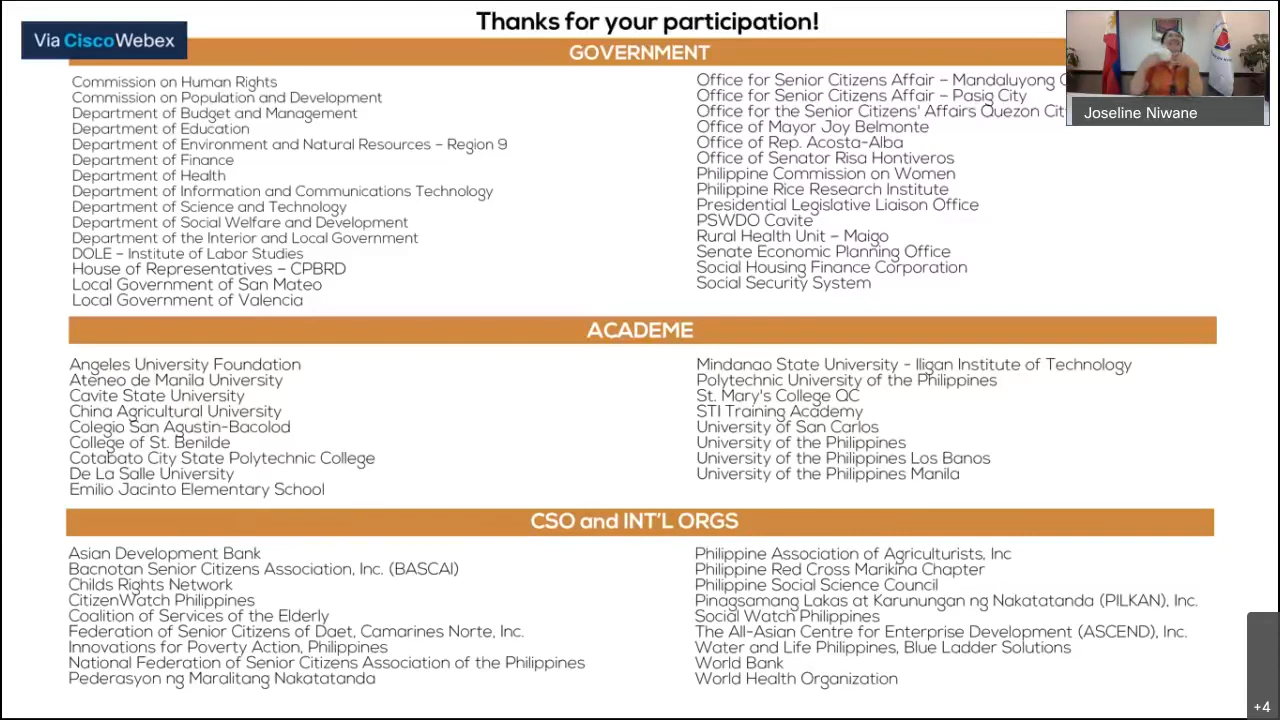 Thanks for your participation!
Via CiscoWebex
GOVERNMENT
Commission on Human Rights
Commission on Population and Development
Department of Budget and Management
Department of Education
Department of Environment and Natural Resources – Region 9
Department of Finance
Department of Health
Department of Information and Communications Technology
Department of Science and Technology
Department of Social Welfare and Development
Department of the Interior and Local Government
DOLE – Institute of Labor Studies
House of Representatives – CPBRD
Local Government of San Mateo
Local Government of Valencia
Office for Senior Citizens Affair – Mandaluyong
Office for Senior Citizens Affair – Pasig City
Office for the Senior Citizens' Affairs Quezon
Office of Mayor Joy Belmonte
Office of Rep. Acosta-Alba
Office of Senator Risa Hontiveros
Philippine Commission on Women
Philippine Rice Research Institute
Presidential Legislative Liaison Office
PSWDO Cavite
Rural Health Unit – Maigo
Senate Economic Planning Office
Social Housing Finance Corporation
Social Security System
Joseline Niwane
ACADEME
Angeles University Foundation
Ateneo de Manila University
Cavite State University
China Agricultural University
Colegio San Agustin-Bacolod
College of St. Benilde
Cotabato City State Polytechnic College
De La Salle University
Emilio Jacinto Elementary School
Mindanao State University - Iligan Institute of Technology
Polytechnic University of the Philippines
St. Mary's College QC
STI Training Academy
University of San Carlos
University of the Philippines
University of the Philippines Los Banos
University of the Philippines Manila
CSO and INT'L ORGS
Asian Development Bank
Bacnotan Senior Citizens Association, Inc. (BASCAI)
Childs Rights Network
CitizenWatch Philippines
Coalition of Services of the Elderly
Federation of Senior Citizens of Daet, Camarines Norte, Inc.
Innovations for Poverty Action, Philippines
National Federation of Senior Citizens Association of the Philippines
Pederasyon ng Maralitang Nakatatanda
Philippine Association of Agriculturists, Inc
Philippine Red Cross Marikina Chapter
Philippine Social Science Council
Pinagsamang Lakas at Karunungan ng Nakatatanda (PILKAN), Inc.
Social Watch Philippines
The All-Asian Centre for Enterprise Development (ASCEND), Inc.
Water and Life Philippines, Blue Ladder Solutions
World Bank
World Health Organization
+4